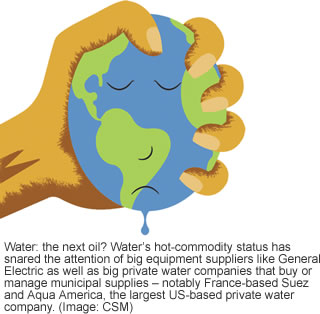 Water: the next oil? Water's hot-commodity status has
snared the attention of big equipment suppliers like General
Electric as well as big private water companies that buy or
manage municipal supplies – notably France-based Suez
and Aqua America, the largest US-based private water
company. (Image: CSM)